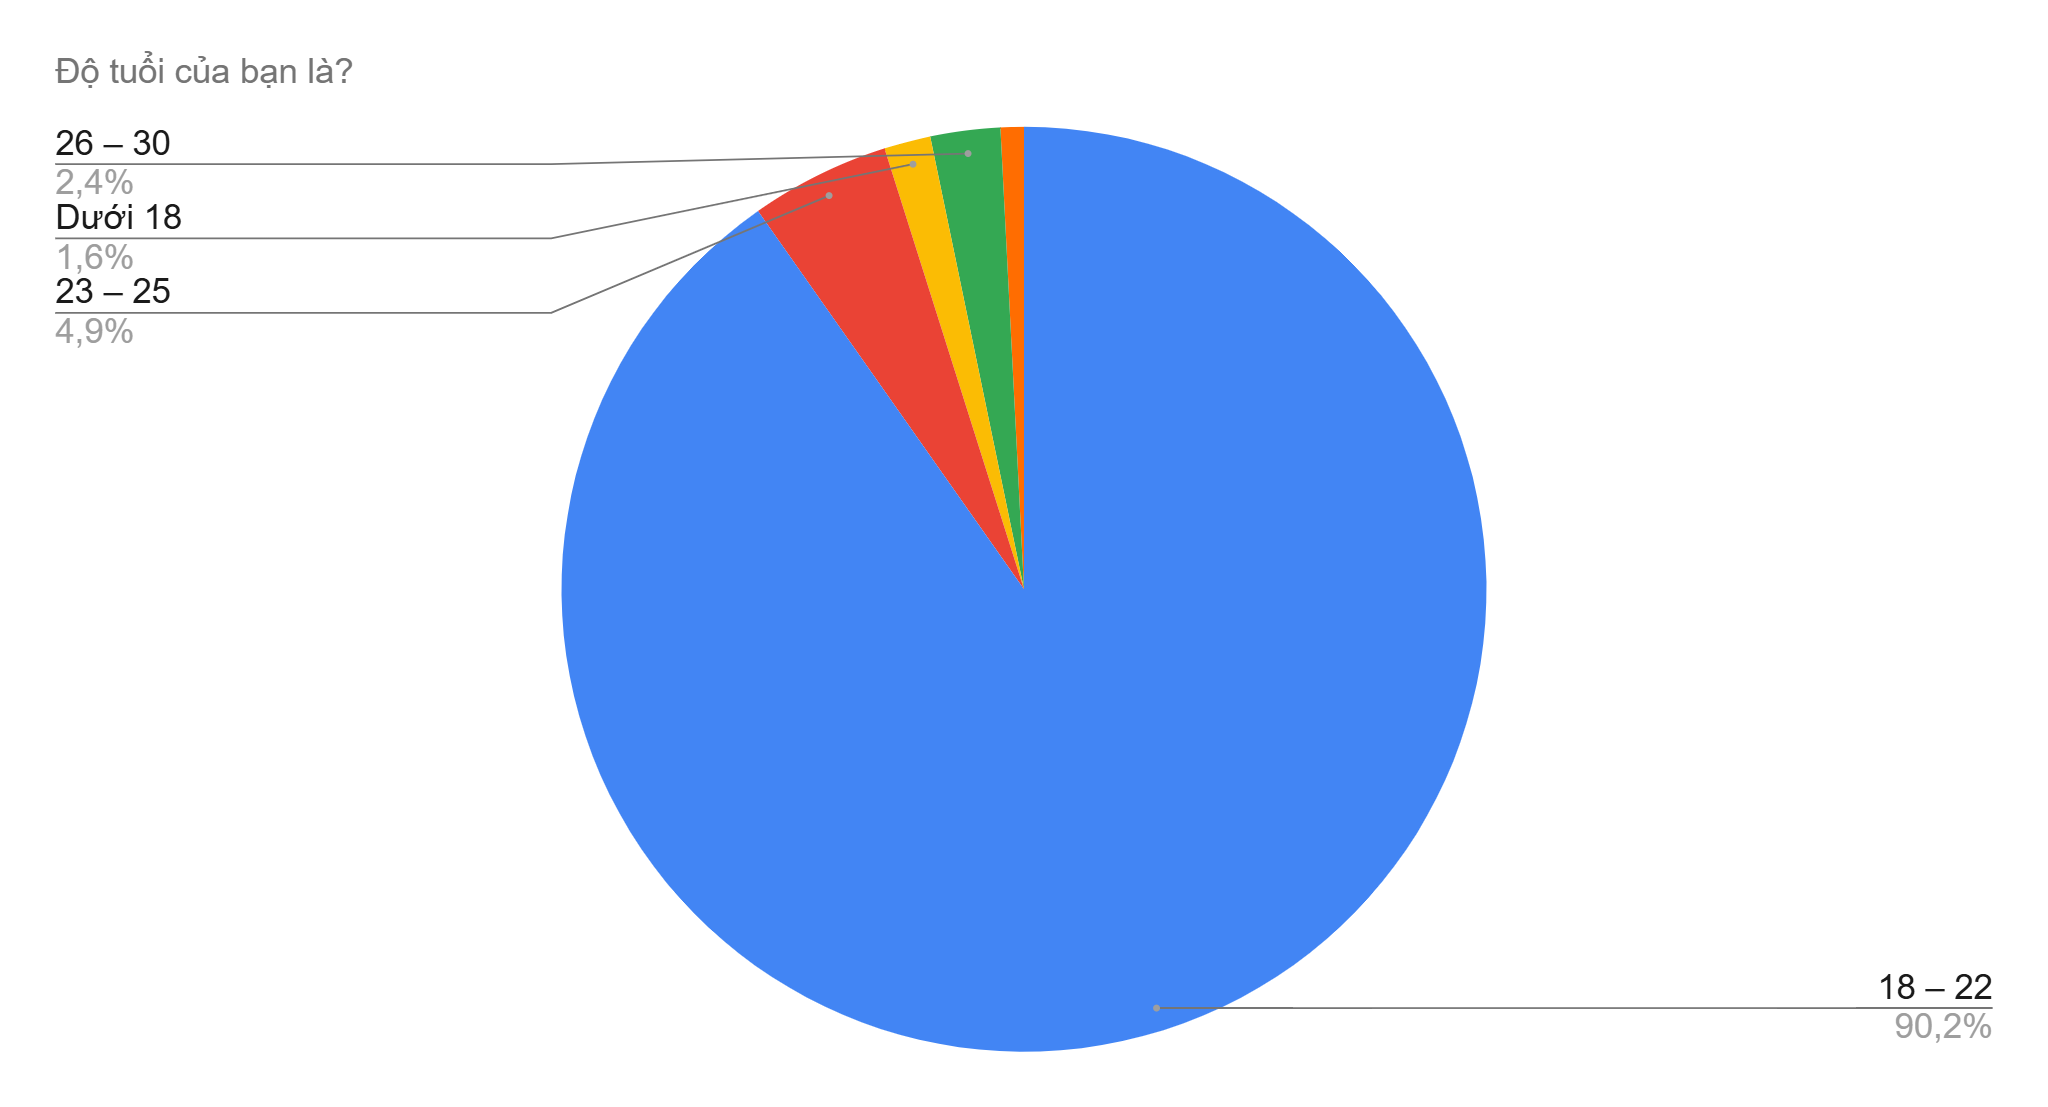 Độ tuổi của bạn là?
26 – 30
2,4%
Dưới 18
1,6%
23 – 25
4,9%
18 – 22
90,2%